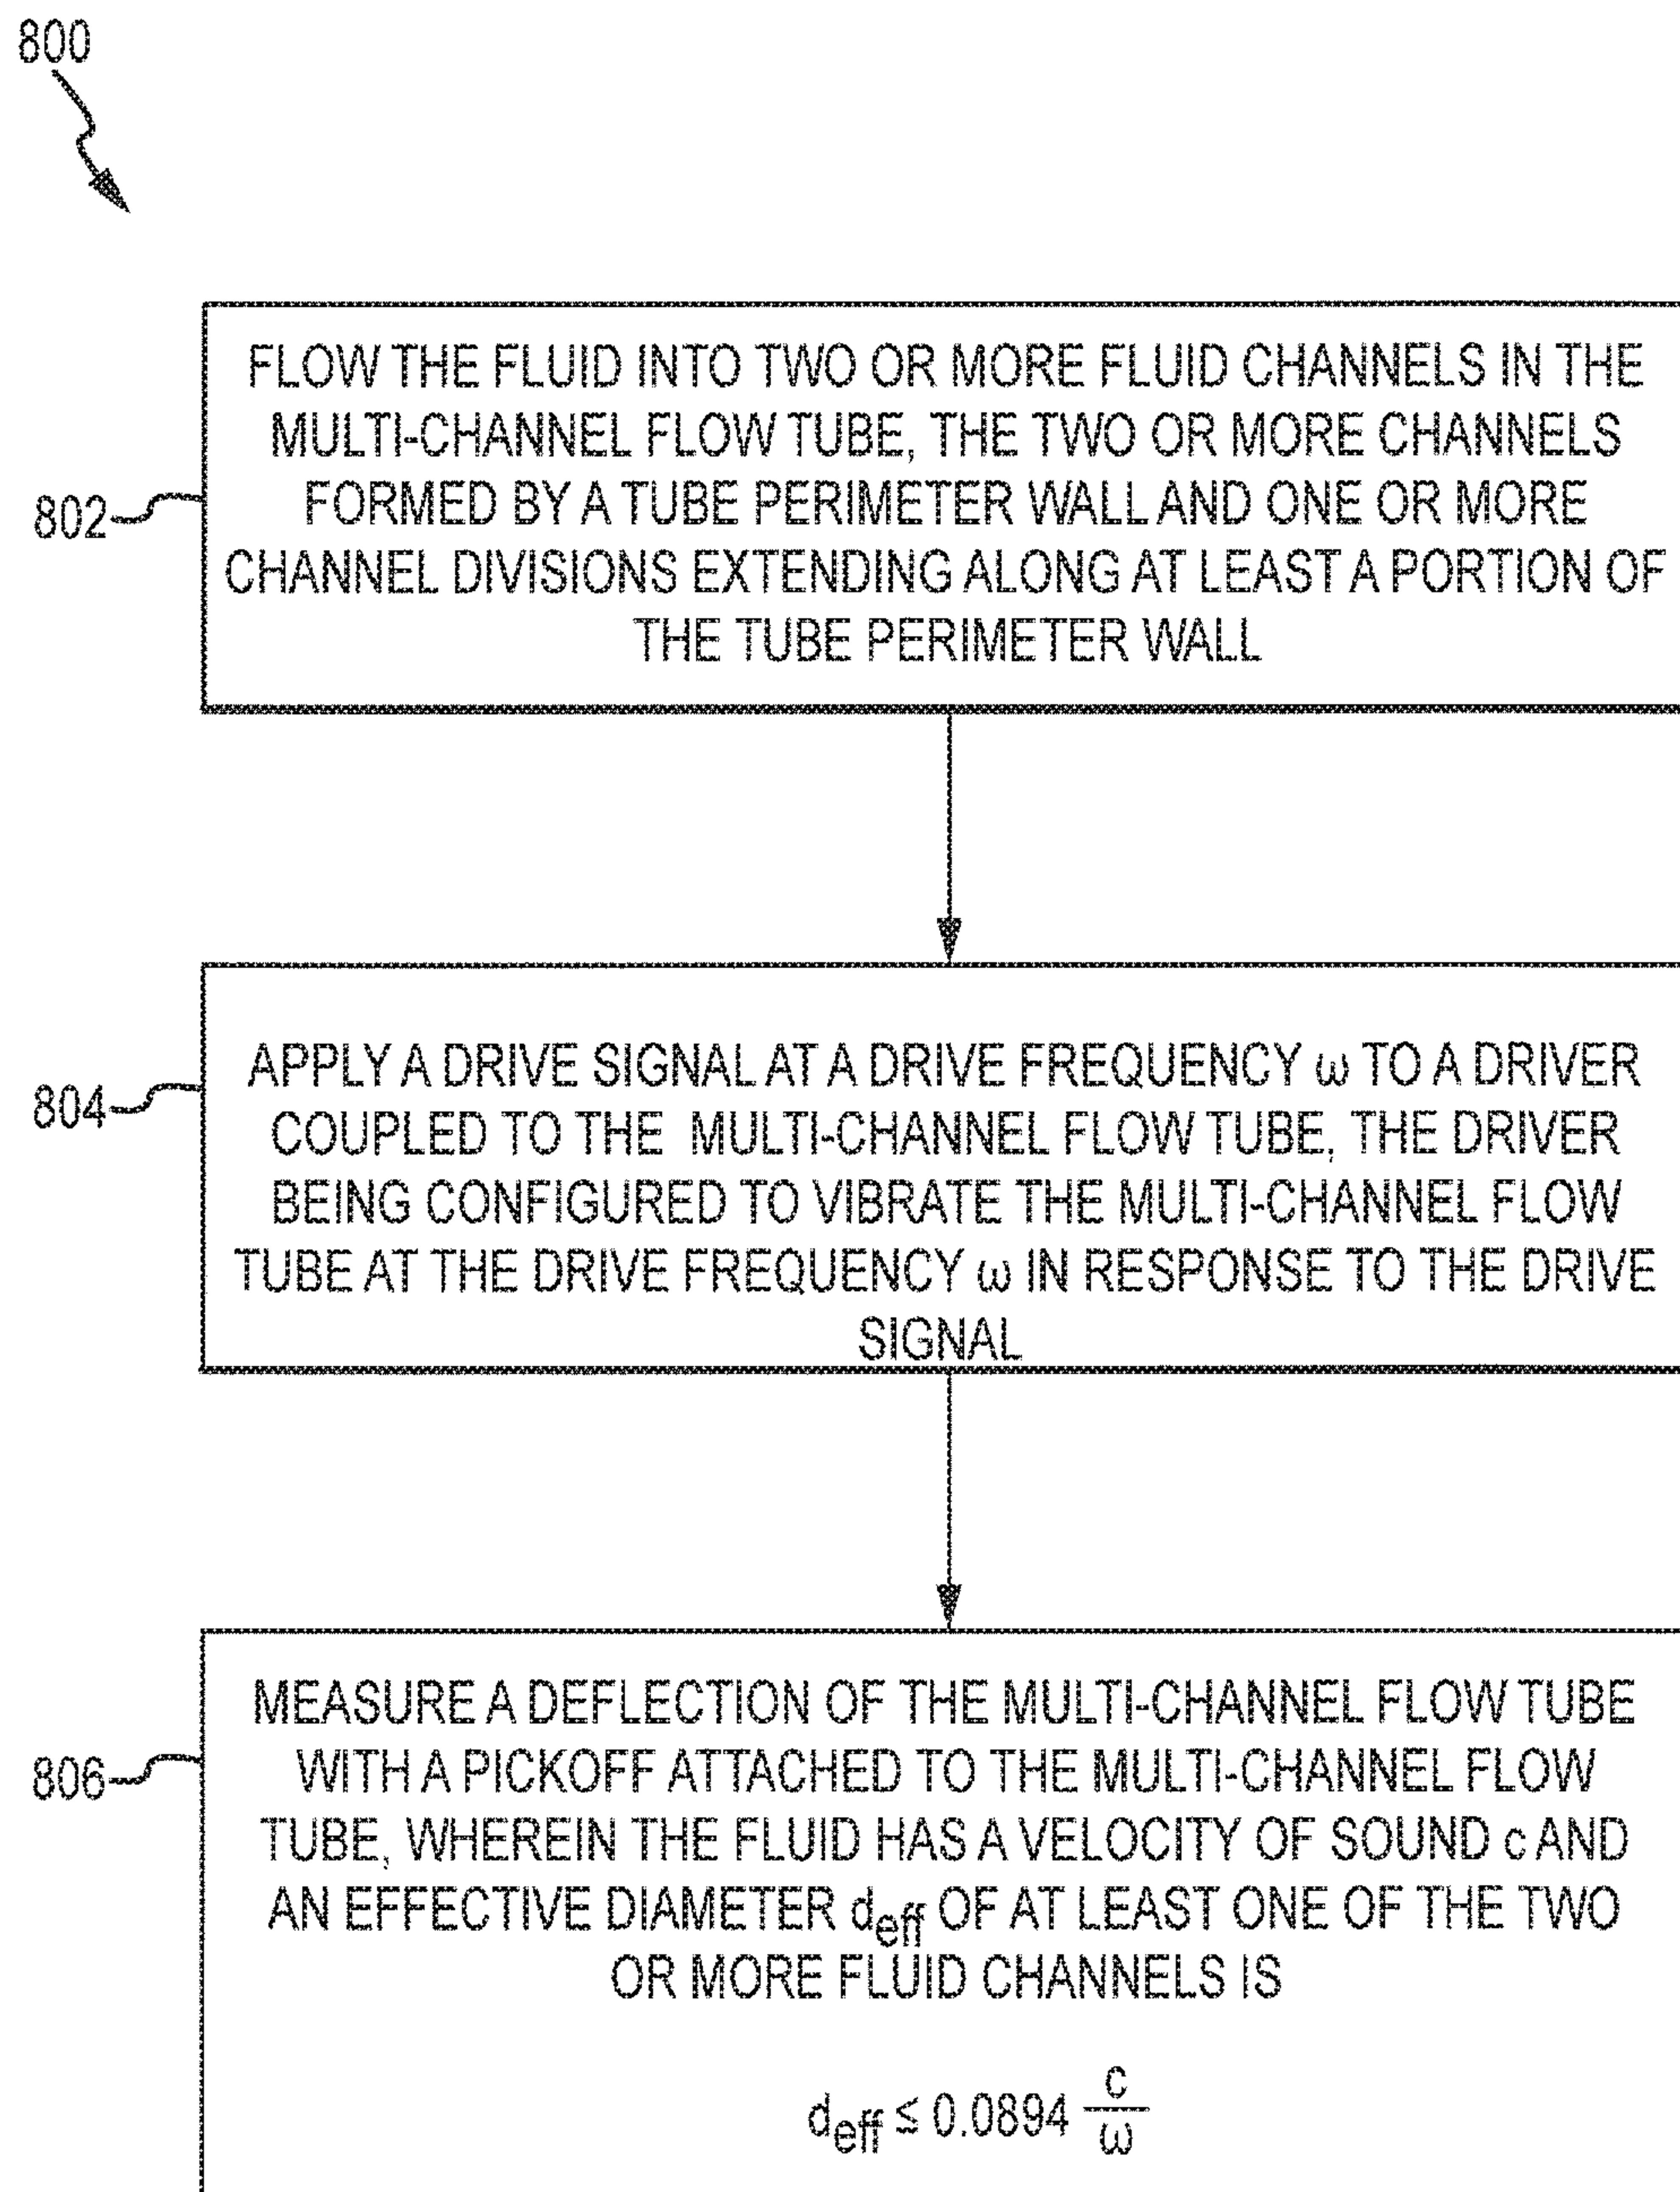 800
802
FLOW THE FLUID INTO TWO OR MORE FLUID CHANNELS IN THE
MULTI-CHANNEL FLOW TUBE, THE TWO OR MORE CHANNELS
FORMED BY A TUBE PERIMETER WALL AND ONE OR MORE
CHANNEL DIVISIONS EXTENDING ALONG AT LEAST A PORTION OF
THE TUBE PERIMETER WALL
804
APPLY A DRIVE SIGNAL AT A DRIVE FREQUENCY ω TO A DRIVER
COUPLED TO THE MULTI-CHANNEL FLOW TUBE, THE DRIVER
BEING CONFIGURED TO VIBRATE THE MULTI-CHANNEL FLOW
TUBE AT THE DRIVE FREQUENCY ω IN RESPONSE TO THE DRIVE
SIGNAL
806
MEASURE A DEFLECTION OF THE MULTI-CHANNEL FLOW TUBE
WITH A PICKOFF ATTACHED TO THE MULTI-CHANNEL FLOW
TUBE, WHEREIN THE FLUID HAS A VELOCITY OF SOUND c AND
AN EFFECTIVE DIAMETER d_eff OF AT LEAST ONE OF THE TWO
OR MORE FLUID CHANNELS IS
d_eff ≤ 0.0894 c/ω